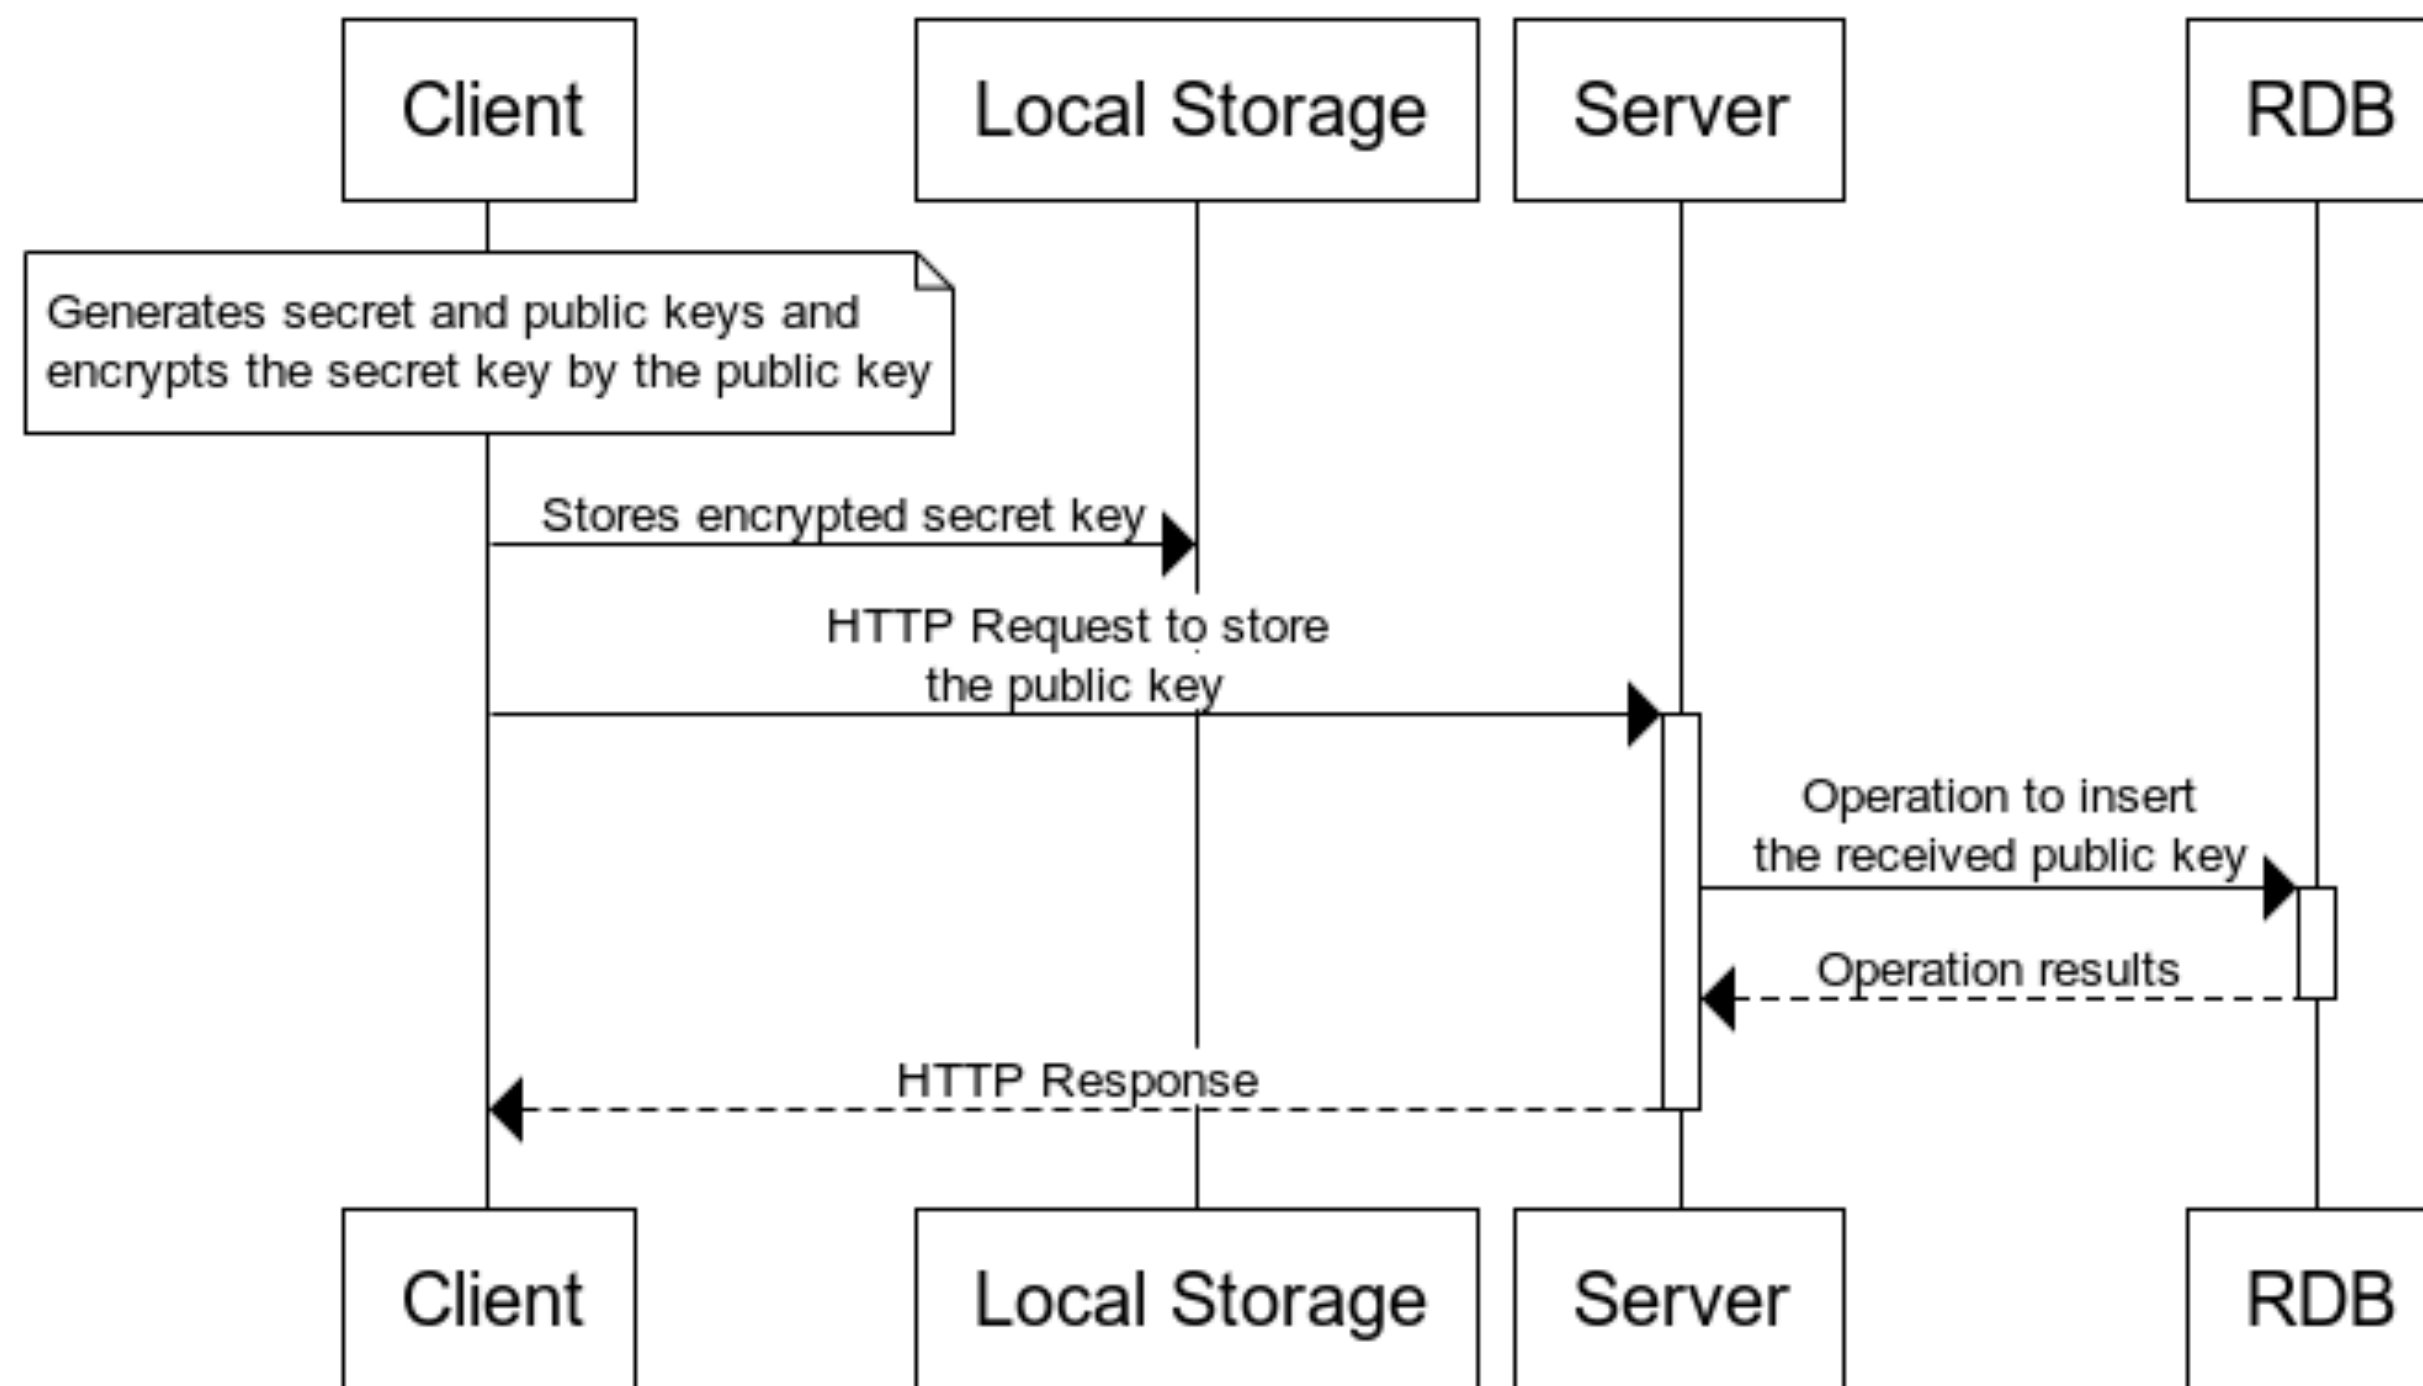 Client
Local Storage
Server
RDB
Generates secret and public keys and
encrypts the secret key by the public key
Stores encrypted secret key
HTTP Request to store
the public key
Operation to insert
the received public key
Operation results
HTTP Response
Client
Local Storage
Server
RDB